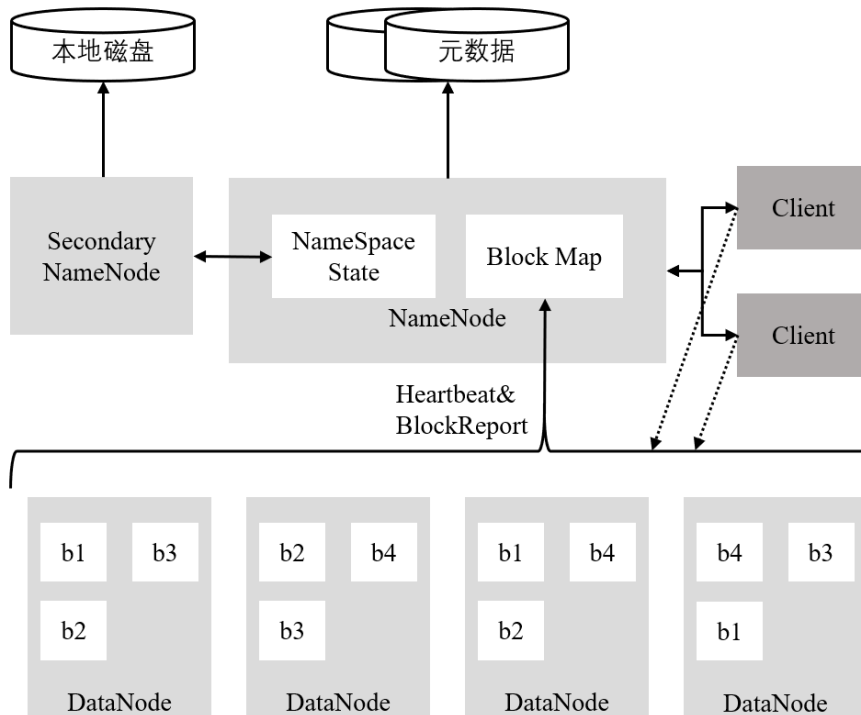 本地磁盘
元数据
Secondary
NameNode
NameSpace
State
Block Map
NameNode
Client
Client
Heartbeat&
BlockReport
b1
b3
b2
DataNode
b2
b4
b3
DataNode
b1
b4
b2
DataNode
b4
b3
b1
DataNode